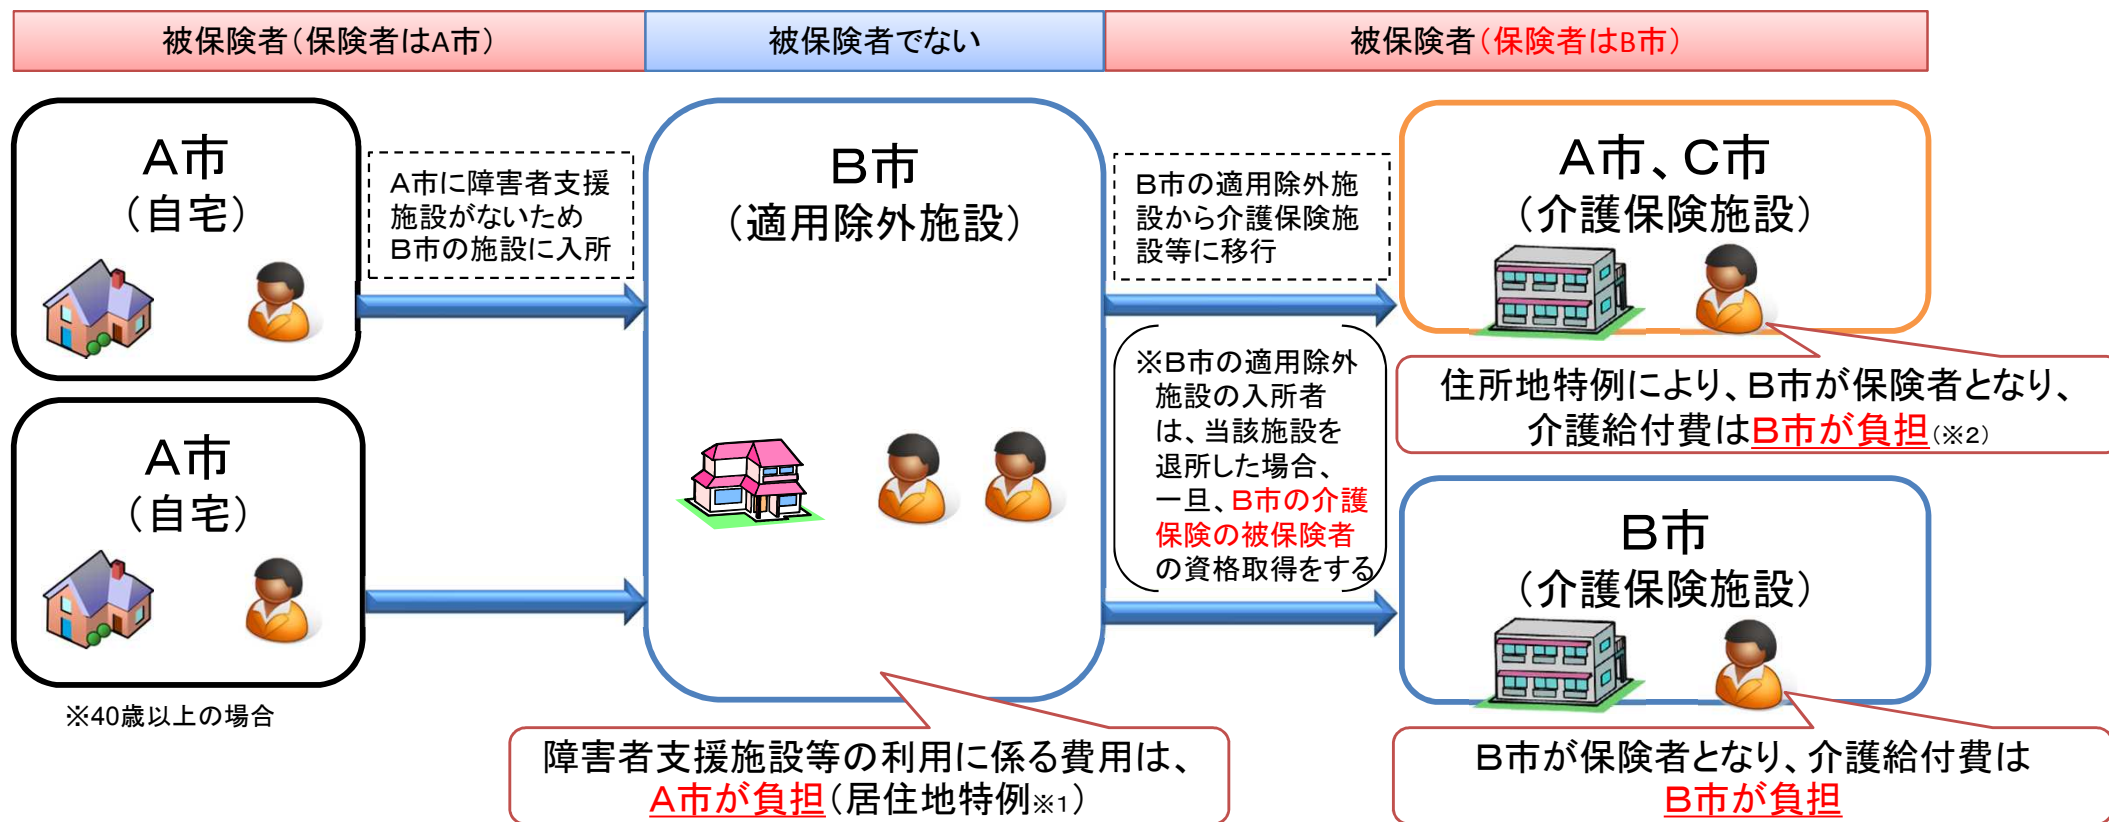 被保険者（保険者はA市）
被保険者でない
被保険者（保険者はB市）
A市
（自宅）
A市に障害者支援
施設がないため
B市の施設に入所
B市
（適用除外施設）
B市の適用除外施
設から介護保険施
設等に移行
A市、C市
（介護保険施設）
※B市の適用除外
施設の入所者
は、当該施設を
退所した場合、
一旦、B市の介護
保険の被保険者
の資格取得をする
住所地特例により、B市が保険者となり、
介護給付費はB市が負担(※2)
A市
（自宅）
※40歳以上の場合
B市
（介護保険施設）
障害者支援施設等の利用に係る費用は、
A市が負担（居住地特例※1）
B市が保険者となり、介護給付費は
B市が負担